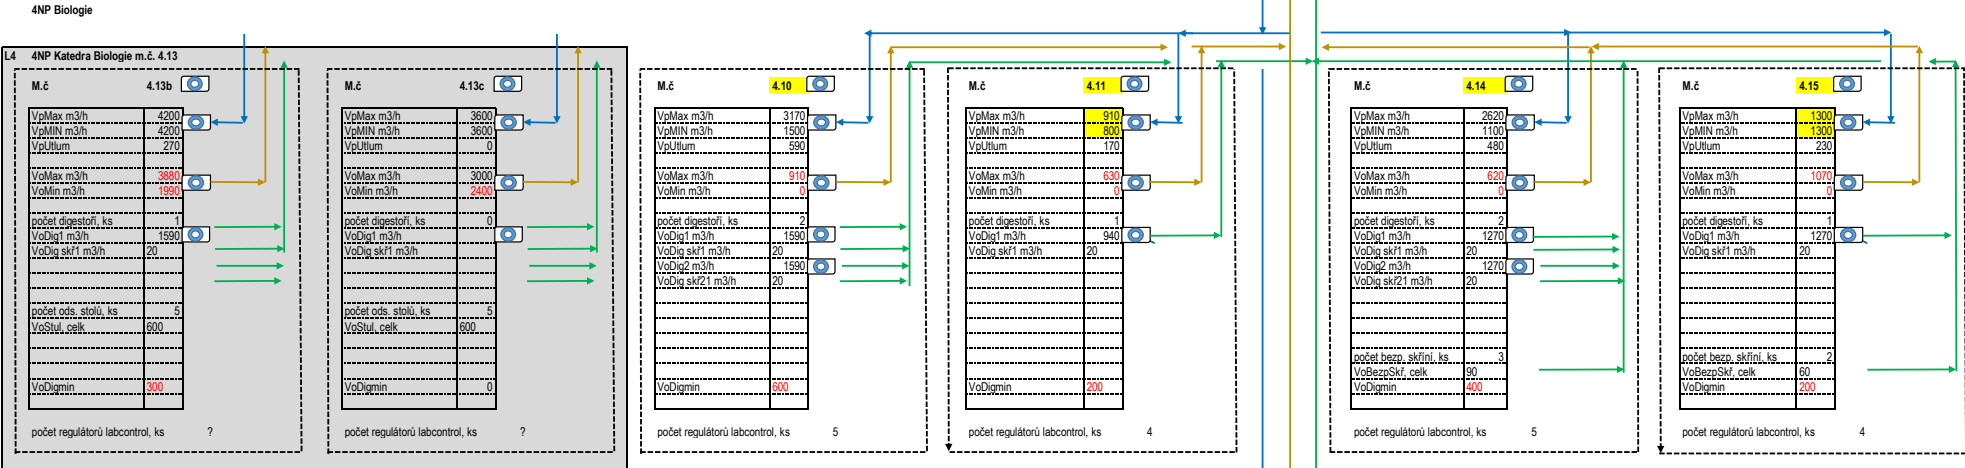 4NP Biologie
L4 4NP Katedra Biologie m.č. 4.13
M.č 4.13b
VpMax m3/h 4200
VpMIN m3/h 4200
VpUtlum 270
VoMax m3/h 3880
VoMin m3/h 1990
počet digestoří, ks 1
VoDig1 m3/h 1590
VoDig skř1 m3/h 20
počet ods. stolů, ks 5
VoStul, celk 600
VoDigmin 300
počet regulátorů labcontrol, ks ?
M.č 4.13c
VpMax m3/h 3600
VpMIN m3/h 3600
VpUtlum 0
VoMax m3/h 3000
VoMin m3/h 2400
počet digestoří, ks 0
VoDig1 m3/h
VoDig skř1 m3/h
počet ods. stolů, ks 5
VoStul, celk 600
VoDigmin 0
počet regulátorů labcontrol, ks ?
M.č 4.10
VpMax m3/h 3170
VpMIN m3/h 1500
VpUtlum 590
VoMax m3/h 910
VoMin m3/h 0
počet digestoří, ks 2
VoDig1 m3/h 1590
VoDig skř1 m3/h 20
VoDig2 m3/h 1590
VoDig skř21 m3/h 20
VoDigmin 600
počet regulátorů labcontrol, ks 5
M.č 4.11
VpMax m3/h 910
VpMIN m3/h 800
VpUtlum 170
VoMax m3/h 630
VoMin m3/h 0
počet digestoří, ks 1
VoDig1 m3/h 940
VoDig skř1 m3/h 20
VoDigmin 200
počet regulátorů labcontrol, ks 4
M.č 4.14
VpMax m3/h 2620
VpMIN m3/h 1100
VpUtlum 480
VoMax m3/h 620
VoMin m3/h 0
počet digestoří, ks 2
VoDig1 m3/h 1270
VoDig skř1 m3/h 20
VoDig2 m3/h 1270
VoDig skř21 m3/h 20
počet bezp. skříní, ks 3
VoBezpSkř, celk 90
VoDigmin 400
počet regulátorů labcontrol, ks 5
M.č 4.15
VpMax m3/h 1300
VpMIN m3/h 1300
VpUtlum 230
VoMax m3/h 1070
VoMin m3/h 0
počet digestoří, ks 1
VoDig1 m3/h 1270
VoDig skř1 m3/h 20
počet bezp. skříní, ks 2
VoBezpSkř, celk 60
VoDigmin 200
počet regulátorů labcontrol, ks 4